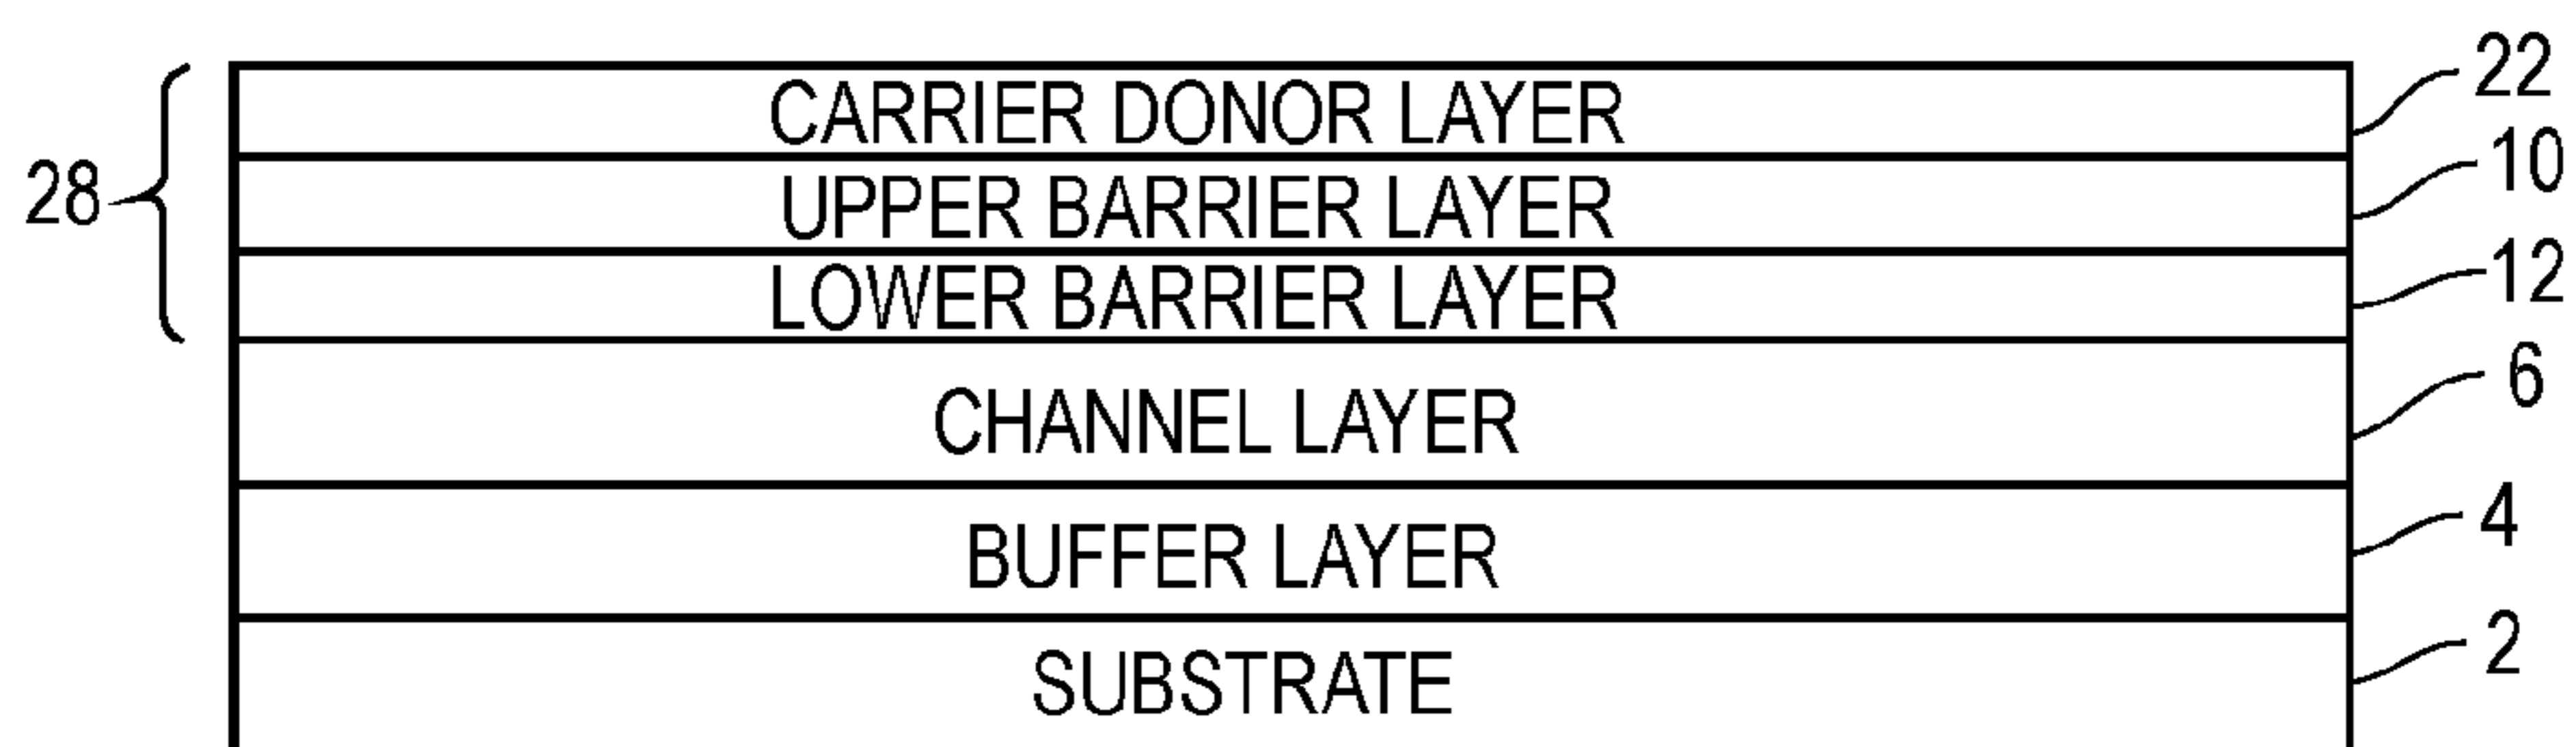 CARRIER DONOR LAYER 22
28 UPPER BARRIER LAYER 10
LOWER BARRIER LAYER 12
CHANNEL LAYER 6
BUFFER LAYER 4
SUBSTRATE 2